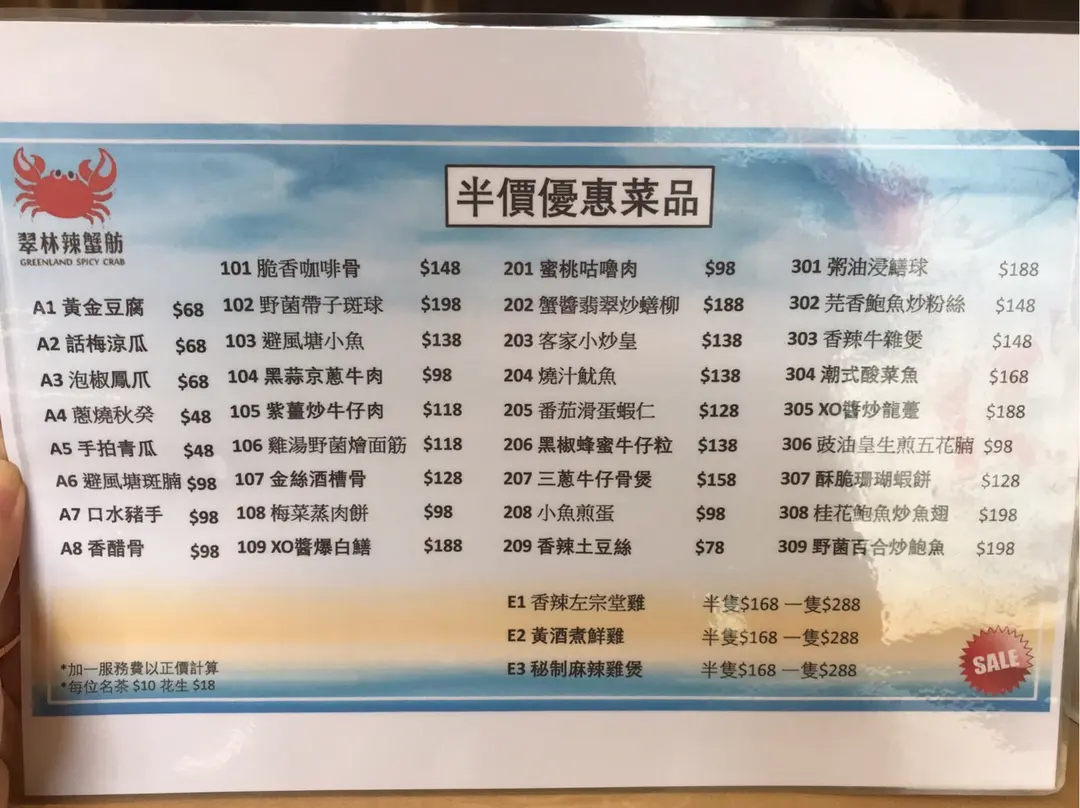 半價優惠菜品
翠林辣蟹舫
GREENLAND SPICY CRAB
A1 黃金豆腐 $68
A2 話梅涼瓜 $68
A3 泡椒鳳爪 $68
A4 蔥燒秋癸 $48
A5 手拍青瓜 $48
A6 避風塘斑腩 $98
A7 口水豬手 $98
A8 香醋骨 $98
101 脆香咖啡骨 $148
102 野菌帶子斑球 $198
103 避風塘小魚 $138
104 黑蒜京蔥牛肉 $98
105 紫薑炒牛仔肉 $118
106 雞湯野菌燴面筋 $118
107 金絲酒槽骨 $128
108 梅菜蒸肉餅 $98
109 XO醬爆白鱔 $188
201 蜜桃咕嚕肉 $98
202 蟹醬翡翠炒鱔柳 $188
203 客家小炒皇 $138
204 燒汁魷魚 $138
205 番茄滑蛋蝦仁 $128
206 黑椒蜂蜜牛仔粒 $138
207 三蔥牛仔骨煲 $158
208 小魚煎蛋 $98
209 香辣土豆絲 $78
301 粥油浸鱔球 $188
302 芫香鮑魚炒粉絲 $148
303 香辣牛雜煲 $148
304 潮式酸菜魚 $168
305 XO醬炒龍躉 $188
306 豉油皇生煎五花腩 $98
307 酥脆珊瑚蝦餅 $128
308 桂花鮑魚炒魚翅 $198
309 野菌百合炒鮑魚 $198
E1 香辣左宗堂雞 半隻$168 一隻$288
E2 黃酒煮鮮雞 半隻$168 一隻$288
E3 秘制麻辣雞煲 半隻$168 一隻$288
*加一服務費以正價計算
*每位名茶 $10 花生 $18
SALE